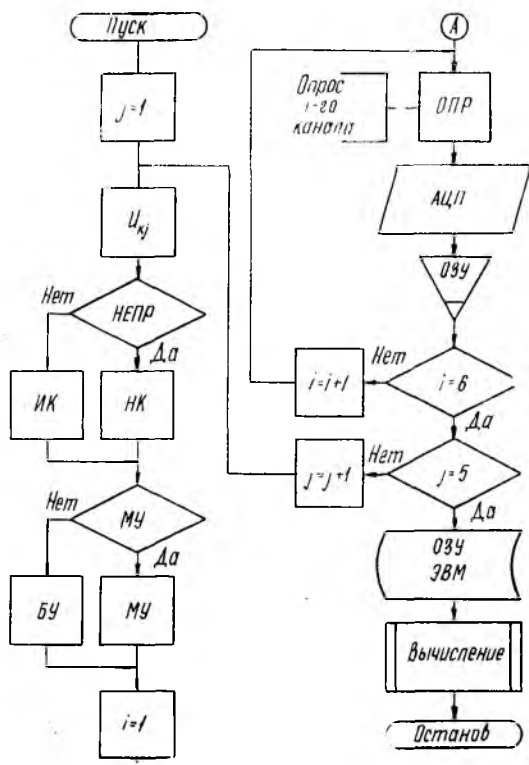 Пуск
j=1
Uкj
НЕПР
Нет
Да
ИК
НК
МУ
Нет
Да
БУ
МУ
i=1
А
Опрос
i-го
канала
ОПР
АЦП
ОЗУ
i=6
Нет
i=i+1
Да
j=5
Нет
j=j+1
Да
ОЗУ
ЭВМ
Вычисление
Останов